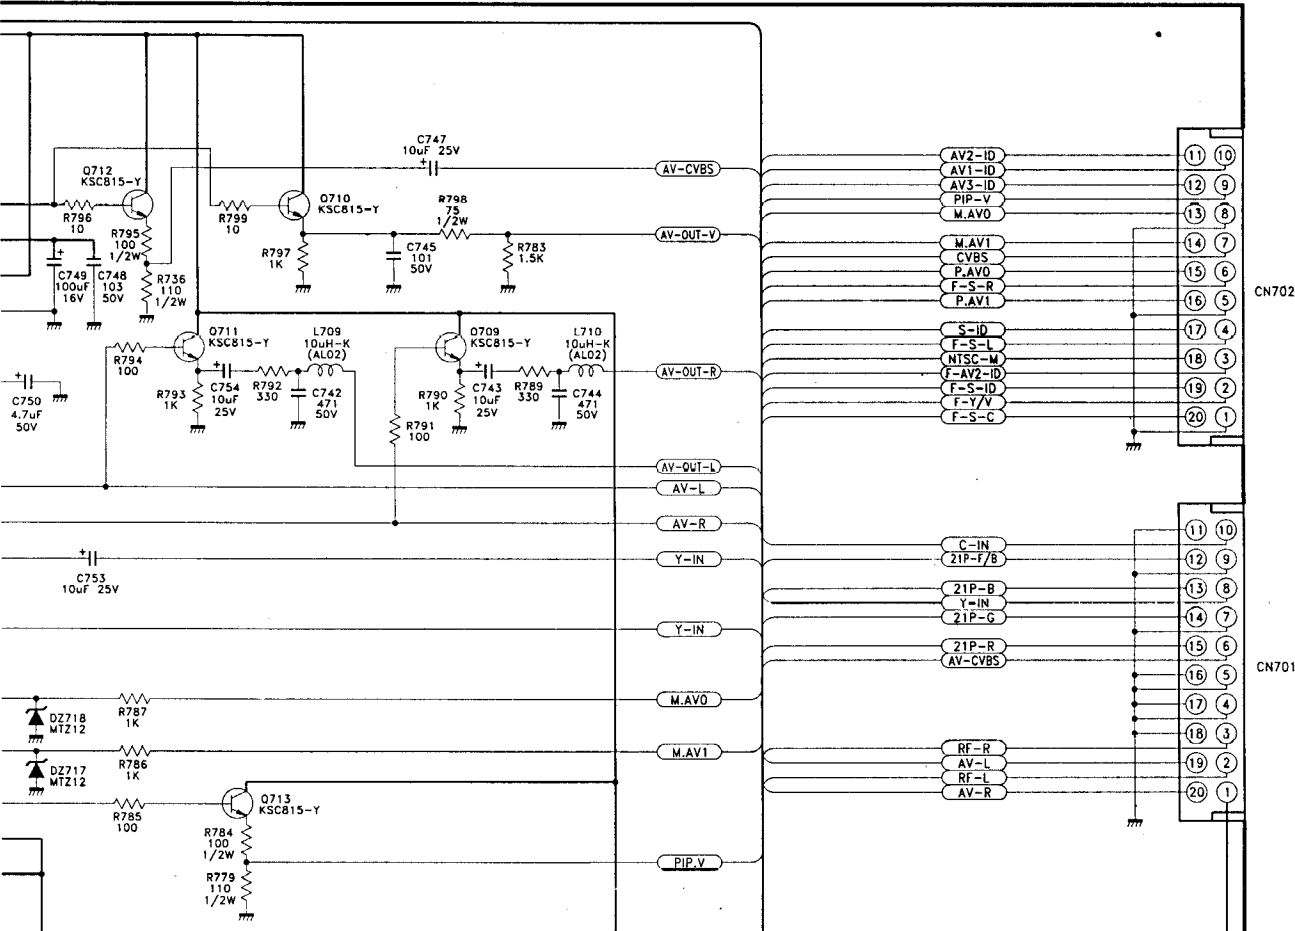 C747
10uF 25V
AV-CVBS
Q712
KSC815-Y
R796
10
R795
100
1/2W
R799
10
Q710
KSC815-Y
R798
75
1/2W
AV-OUT-V
R797
1K
C745
101
50V
R783
1.5K
C749
100uF
16V
C748
103
50V
R736
110
1/2W
Q711
KSC815-Y
L709
10uH-K
(AL02)
Q709
KSC815-Y
L710
10uH-K
(AL02)
R794
100
R793
1K
C754
10uF
25V
R792
330
C742
471
50V
R790
1K
C743
10uF
25V
R789
330
C744
471
50V
AV-OUT-R
C750
4.7uF
50V
R791
100
AV-OUT-L
AV-L
AV-R
Y-IN
C753
10uF 25V
Y-IN
M.AV0
R787
1K
DZ718
MTZ12
M.AV1
R786
1K
DZ717
MTZ12
R785
100
Q713
KSC815-Y
R784
100
1/2W
PIP.V
R779
110
1/2W
AV2-ID
AV1-ID
AV3-ID
PIP-V
M.AV0
M.AV1
CVBS
P.AV0
F-S-R
P.AV1
S-ID
F-S-L
NTSC-M
F-AV2-ID
F-S-ID
F-Y/V
F-S-C
11 10
12 9
13 8
14 7
15 6
16 5
17 4
18 3
19 2
20 1
CN702
C-IN
21P-F/B
21P-B
Y-IN
21P-G
21P-R
AV-CVBS
RF-R
AV-L
RF-L
AV-R
11 10
12 9
13 8
14 7
15 6
16 5
17 4
18 3
19 2
20 1
CN701